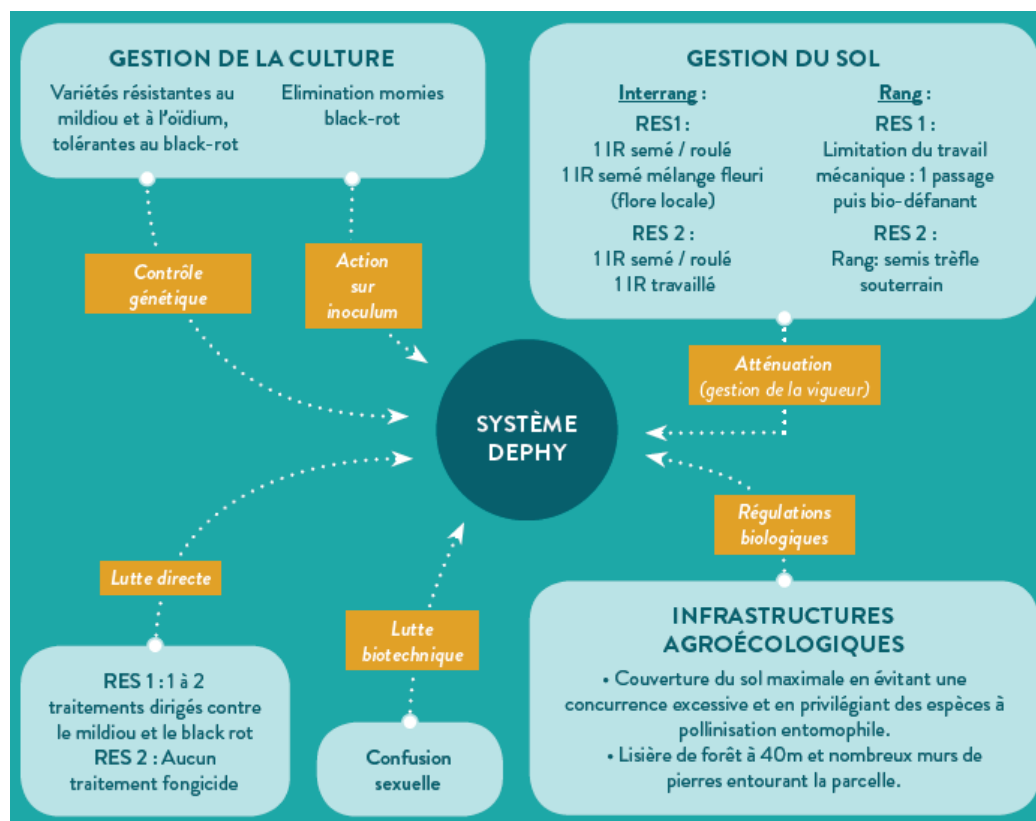 GESTION DE LA CULTURE
Variétés résistantes au
mildiou et à l'oïdium,
tolérantes au black-rot
Elimination momies
black-rot
GESTION DU SOL
Interrang :
RES1 :
1 IR semé / roulé
1 IR semé mélange fleuri
(flore locale)
RES 2 :
1 IR semé / roulé
1 IR travaillé
Rang :
RES 1 :
Limitation du travail
mécanique : 1 passage
puis bio-défanant
RES 2 :
Rang: semis trèfle
souterrain
Contrôle
génétique
Action
sur
inoculum
Atténuation
(gestion de la vigueur)
SYSTÈME
DEPHY
Régulations
biologiques
Lutte directe
Lutte
biotechnique
RES 1 : 1 à 2
traitements dirigés contre
le mildiou et le black rot
RES 2 : Aucun
traitement fongicide
Confusion
sexuelle
INFRASTRUCTURES
AGROÉCOLOGIQUES
• Couverture du sol maximale en évitant une
concurrence excessive et en privilégiant des espèces à
pollinisation entomophile.
• Lisière de forêt à 40m et nombreux murs de
pierres entourant la parcelle.